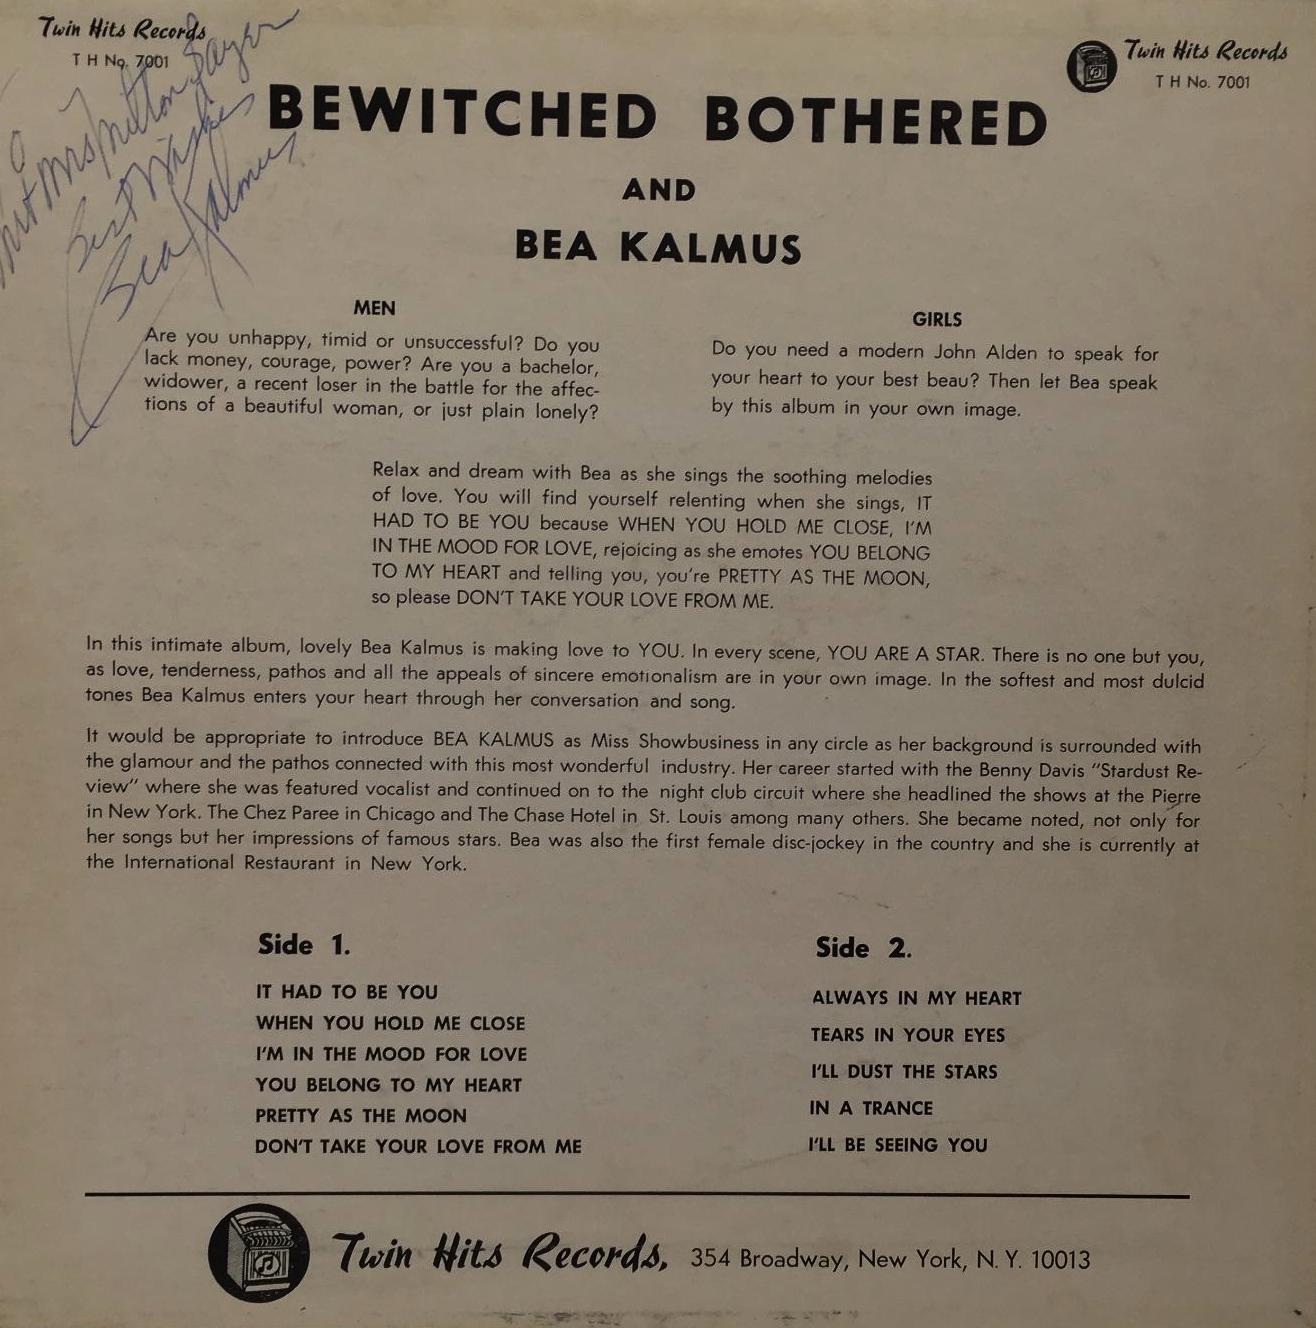 Twin Hits Records
T H No. 7001
Twin Hits Records
T H No. 7001
Mrs Milton
Best Wishes
Bea Kalmus
BEWITCHED BOTHERED
AND
BEA KALMUS
MEN
Are you unhappy, timid or unsuccessful? Do you
lack money, courage, power? Are you a bachelor,
widower, a recent loser in the battle for the affec-
tions of a beautiful woman, or just plain lonely?
GIRLS
Do you need a modern John Alden to speak for
your heart to your best beau? Then let Bea speak
by this album in your own image.
Relax and dream with Bea as she sings the soothing melodies
of love. You will find yourself relenting when she sings, IT
HAD TO BE YOU because WHEN YOU HOLD ME CLOSE, I'M
IN THE MOOD FOR LOVE, rejoicing as she emotes YOU BELONG
TO MY HEART and telling you, you're PRETTY AS THE MOON,
so please DON'T TAKE YOUR LOVE FROM ME.
In this intimate album, lovely Bea Kalmus is making love to YOU. In every scene, YOU ARE A STAR. There is no one but you,
as love, tenderness, pathos and all the appeals of sincere emotionalism are in your own image. In the softest and most dulcid
tones Bea Kalmus enters your heart through her conversation and song.
It would be appropriate to introduce BEA KALMUS as Miss Showbusiness in any circle as her background is surrounded with
the glamour and the pathos connected with this most wonderful industry. Her career started with the Benny Davis "Stardust Re-
view" where she was featured vocalist and continued on to the night club circuit where she headlined the shows at the Pierre
in New York. The Chez Paree in Chicago and The Chase Hotel in St. Louis among many others. She became noted, not only for
her songs but her impressions of famous stars. Bea was also the first female disc-jockey in the country and she is currently at
the International Restaurant in New York.
Side 1.
IT HAD TO BE YOU
WHEN YOU HOLD ME CLOSE
I'M IN THE MOOD FOR LOVE
YOU BELONG TO MY HEART
PRETTY AS THE MOON
DON'T TAKE YOUR LOVE FROM ME
Side 2.
ALWAYS IN MY HEART
TEARS IN YOUR EYES
I'LL DUST THE STARS
IN A TRANCE
I'LL BE SEEING YOU
Twin Hits Records, 354 Broadway, New York, N. Y. 10013